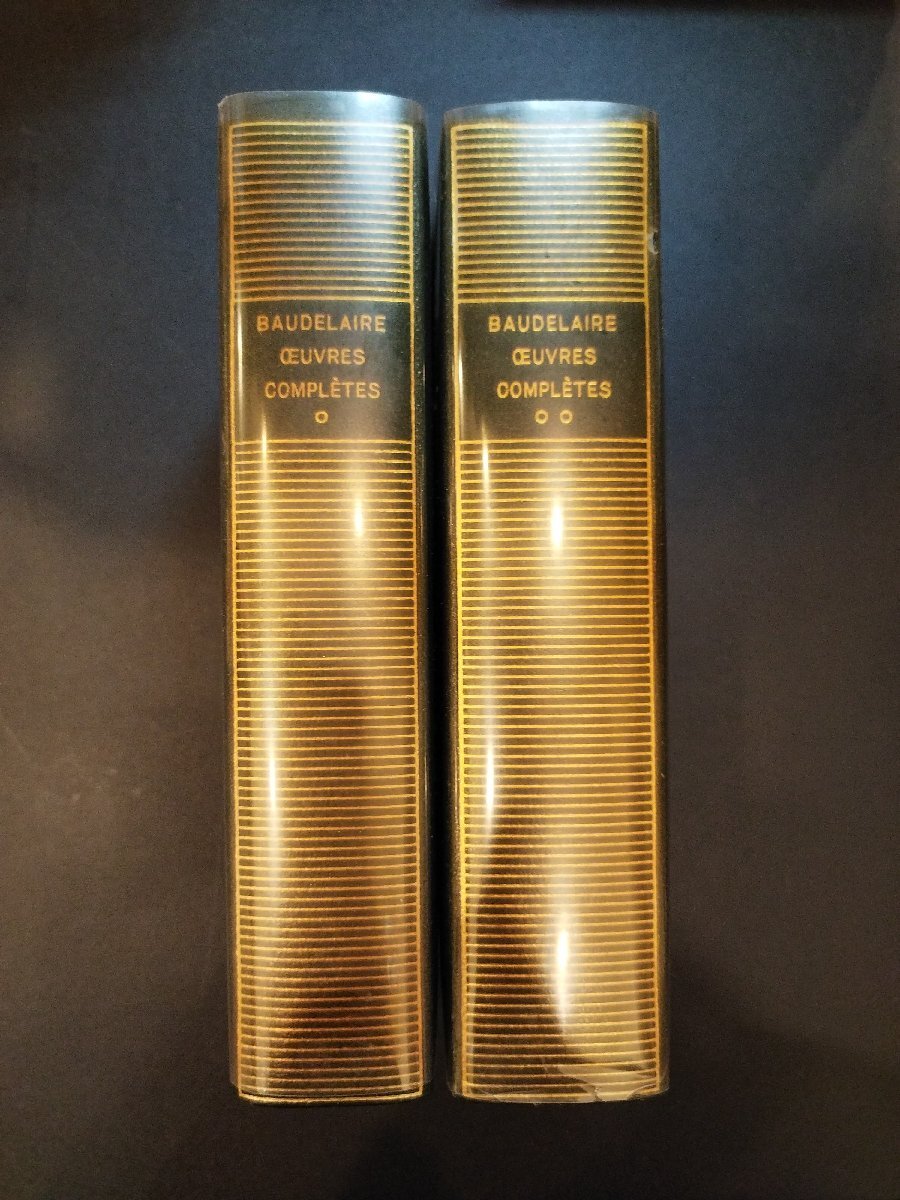 BAUDELAIRE
ŒUVRES
COMPLÈTES
BAUDELAIRE
ŒUVRES
COMPLÈTES